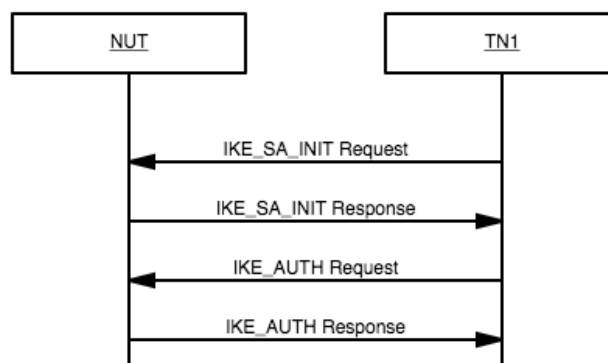 NUT
TN1
IKE_SA_INIT Request
IKE_SA_INIT Response
IKE_AUTH Request
IKE_AUTH Response